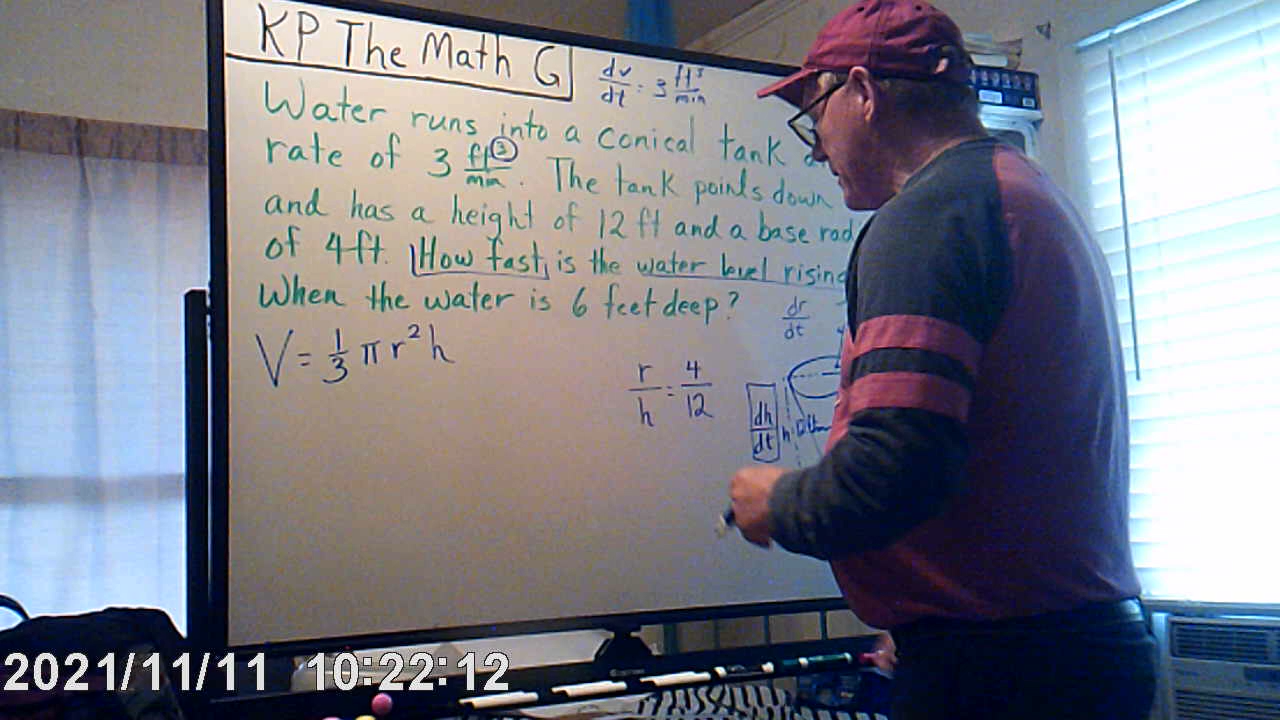 KP The Math G
dv/dt = 3 ft³/min
Water runs into a conical tank
rate of 3 ft³/min. The tank points down
and has a height of 12 ft and a base
of 4ft. How fast is the water level rising
When the water is 6 feet deep?
dr/dt
V = 1/3 π r² h
r/h = 4/12
dh/dt h
2021/11/11 10:22:12